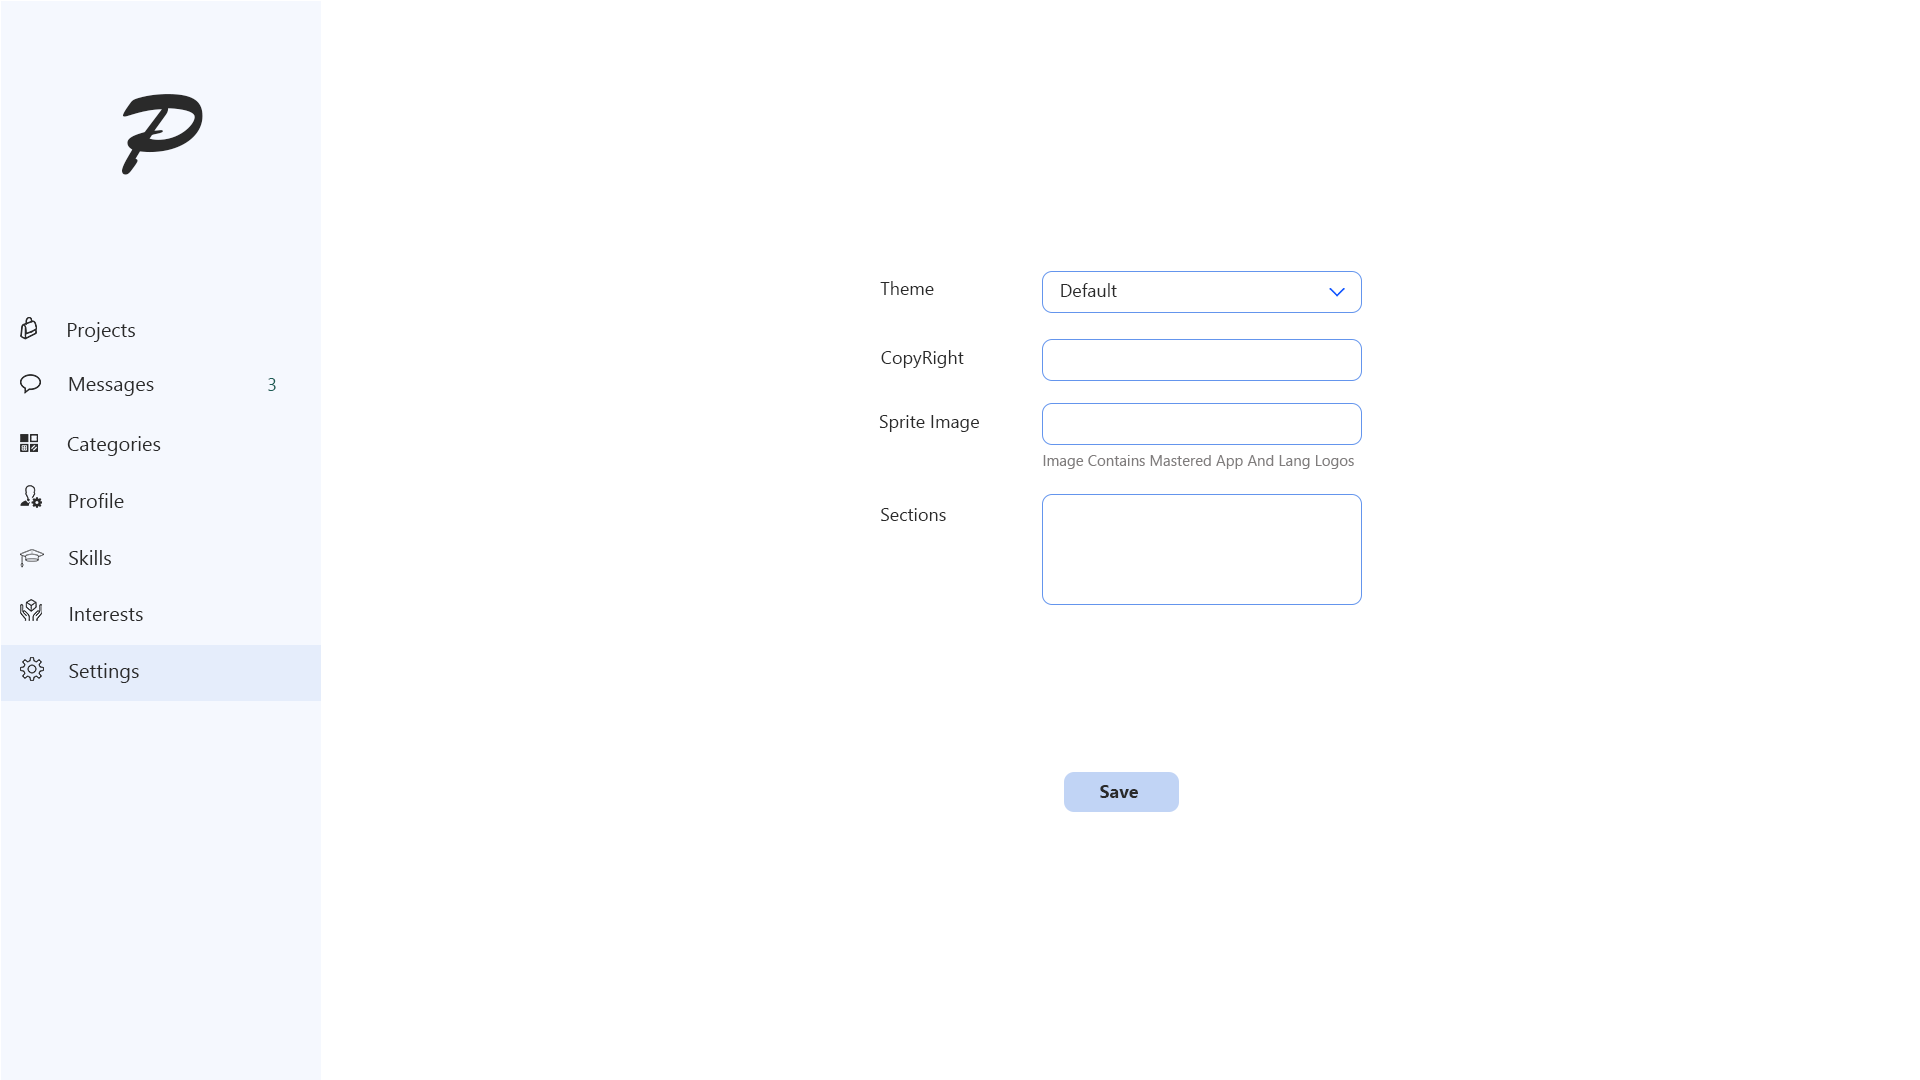 P
Projects
Messages 3
Categories
Profile
Skills
Interests
Settings
Theme Default
CopyRight
Sprite Image
Image Contains Mastered App And Lang Logos
Sections
Save